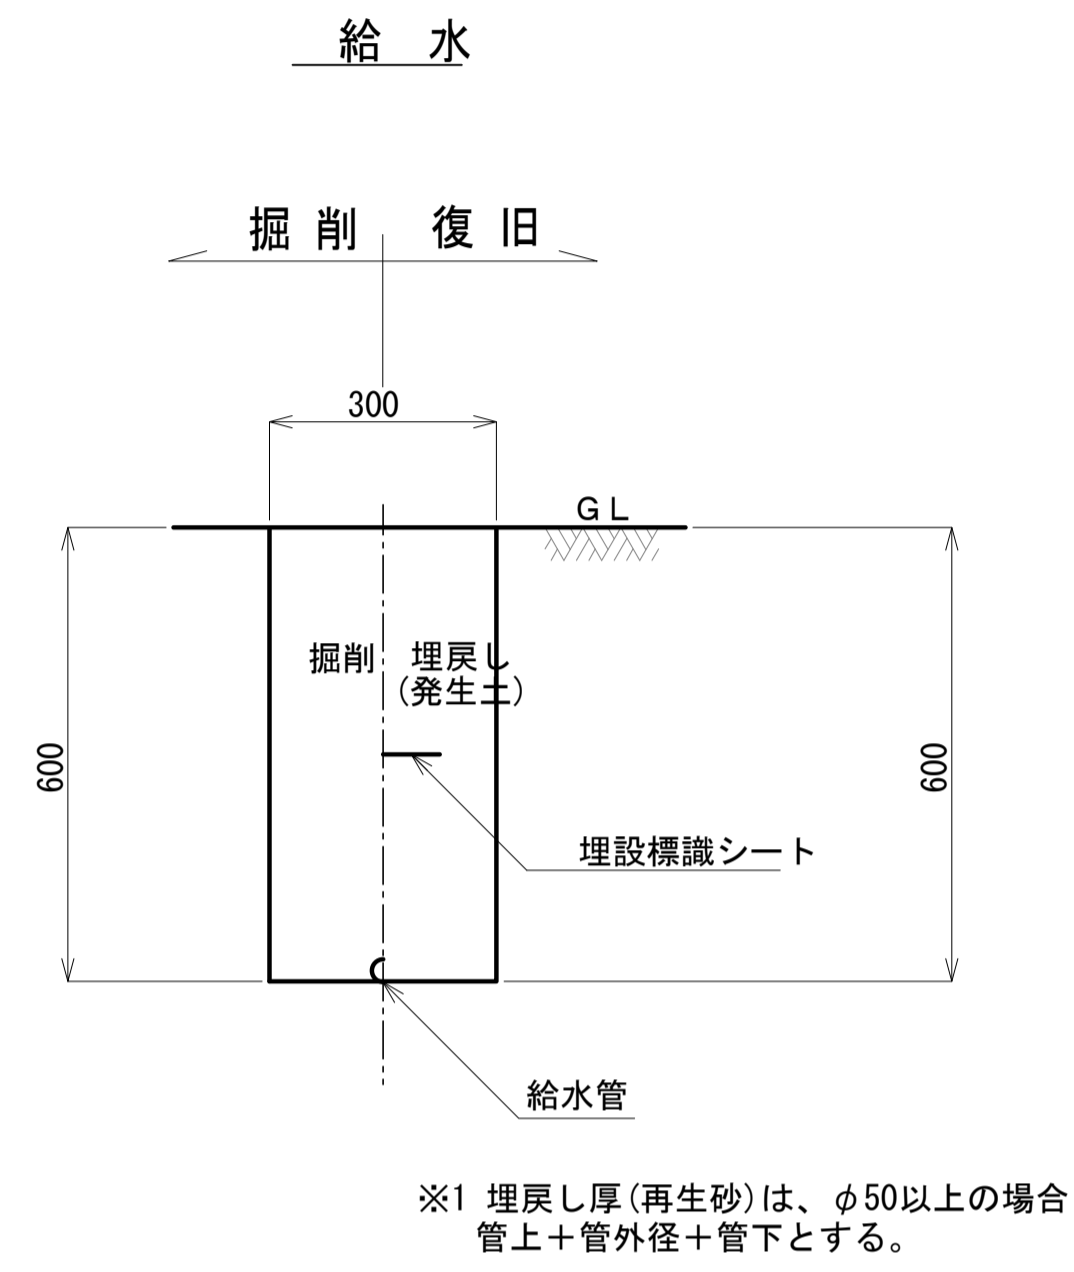 給 水
掘 削 復 旧
300
GL
掘削 埋戻し
(発生土)
600
600
埋設標識シート
給水管
※1 埋戻し厚(再生砂)は、φ50以上の場合
管上+管外径+管下とする。